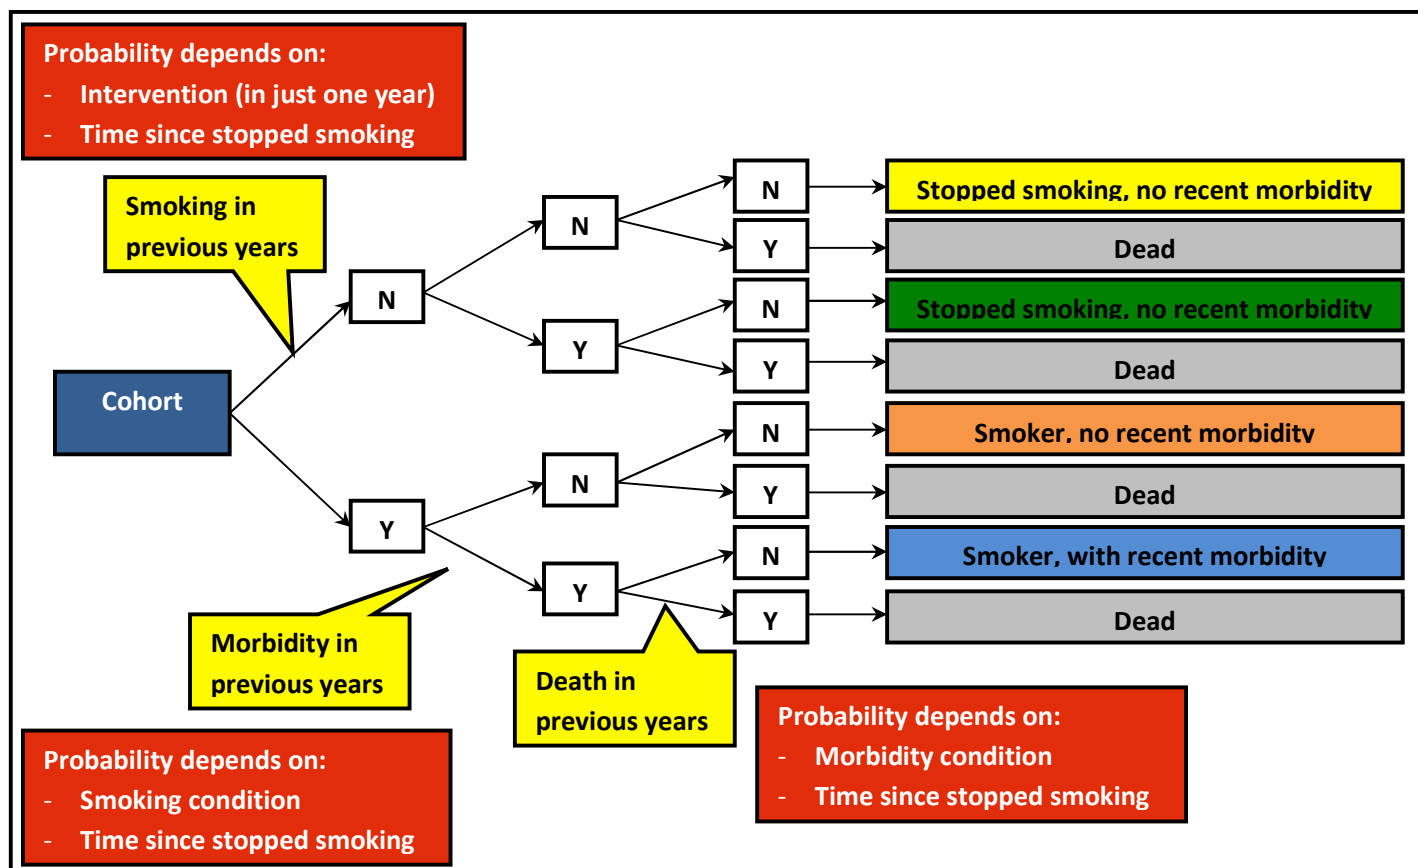 Probability depends on:
- Intervention (in just one year)
- Time since stopped smoking
Smoking in
previous years
Cohort
N
Y
N
Y
N
Y
N
Y
N
Y
N
Y
N
Y
Stopped smoking, no recent morbidity
Dead
Stopped smoking, no recent morbidity
Dead
Smoker, no recent morbidity
Dead
Smoker, with recent morbidity
Dead
Morbidity in
previous years
Death in
previous years
Probability depends on:
- Smoking condition
- Time since stopped smoking
Probability depends on:
- Morbidity condition
- Time since stopped smoking